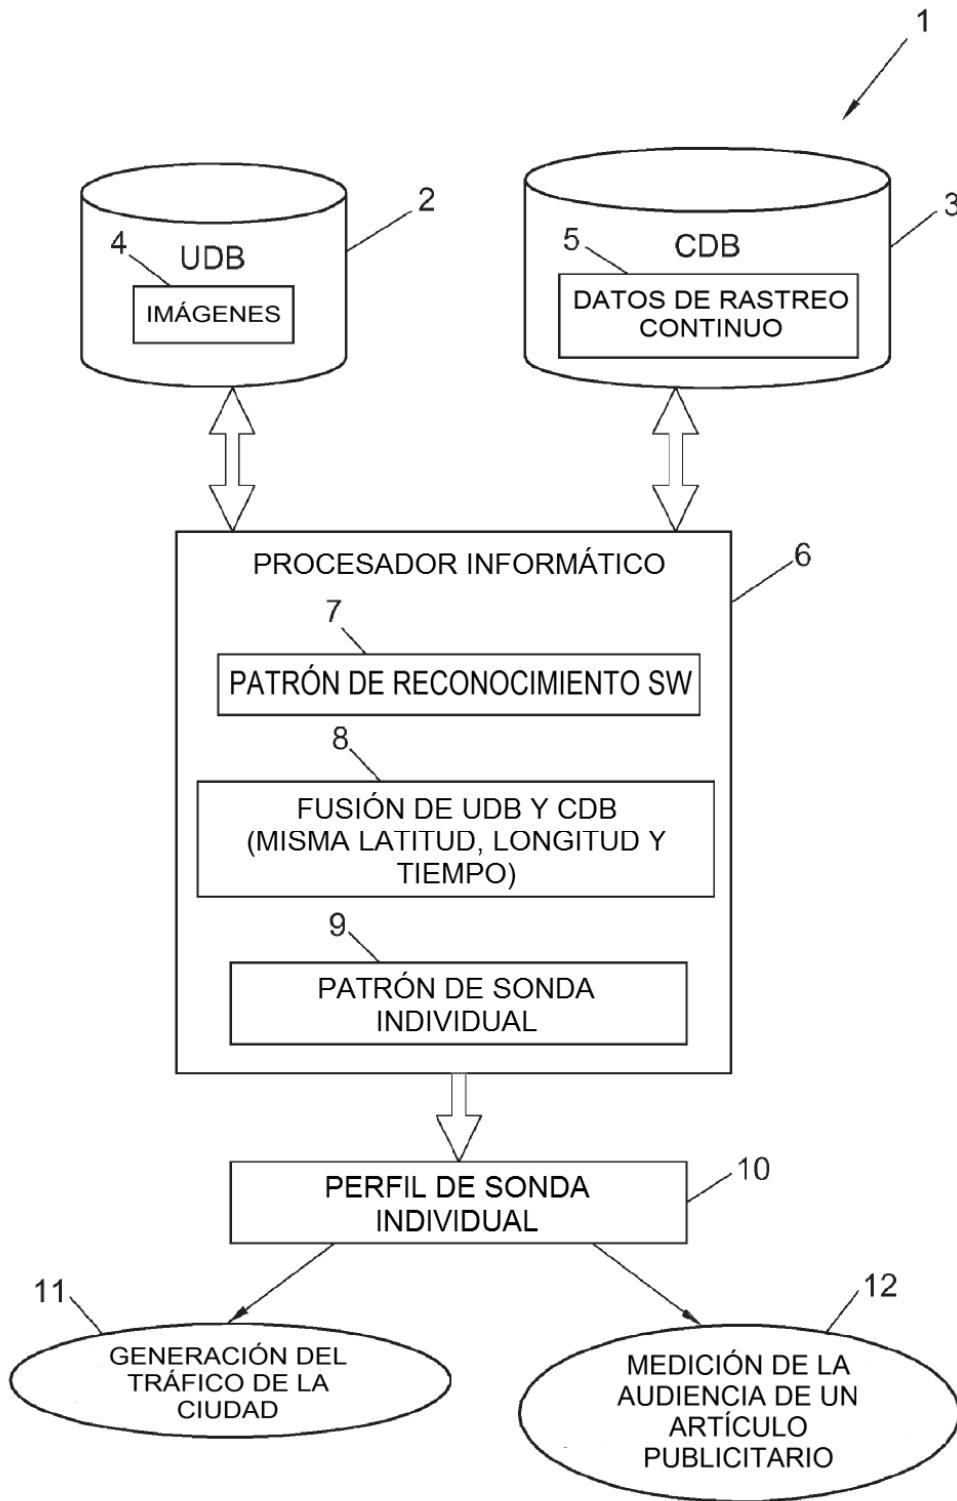 1
2
3
4
UDB
IMÁGENES
5
CDB
DATOS DE RASTREO
CONTINUO
PROCESADOR INFORMÁTICO
6
7
PATRÓN DE RECONOCIMIENTO SW
8
FUSIÓN DE UDB Y CDB
(MISMA LATITUD, LONGITUD Y
TIEMPO)
9
PATRÓN DE SONDA
INDIVIDUAL
10
PERFIL DE SONDA
INDIVIDUAL
11
GENERACIÓN DEL
TRÁFICO DE LA
CIUDAD
12
MEDICIÓN DE LA
AUDIENCIA DE UN
ARTÍCULO
PUBLICITARIO